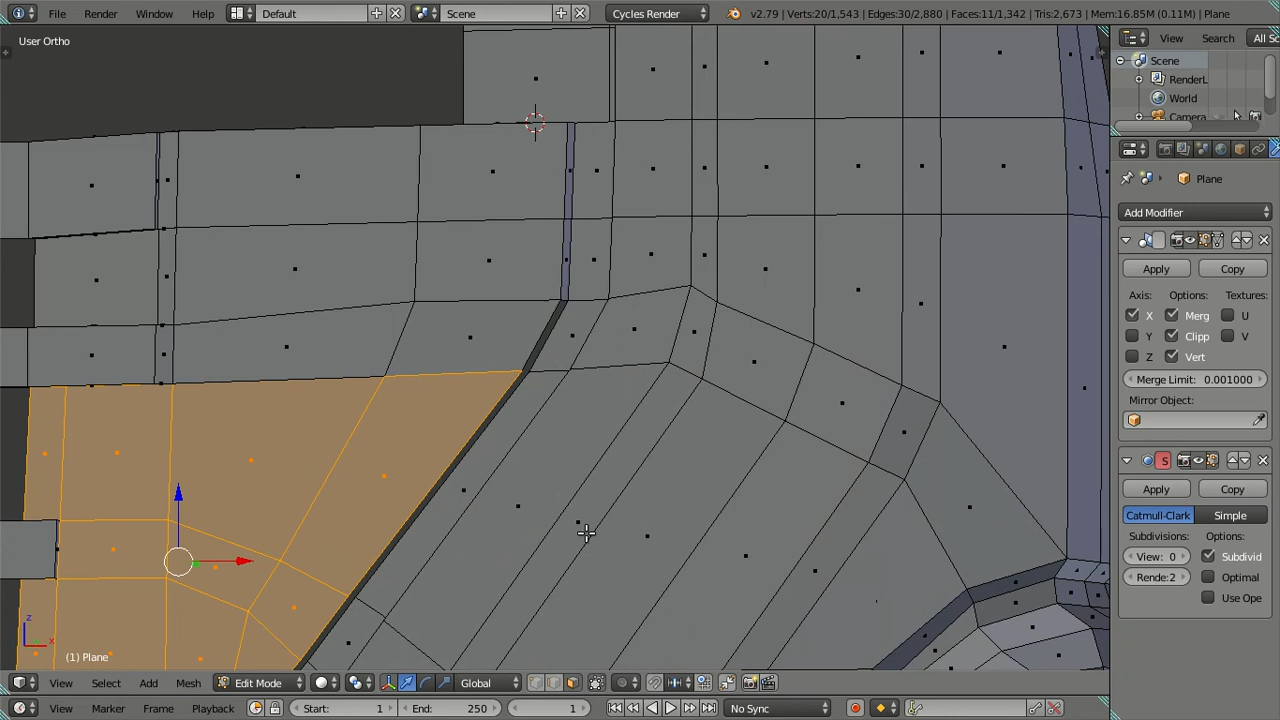 File Render Window Help Default Scene Cycles Render v2.79 | Verts:20/1,543 | Edges:30/2,880 | Faces:11/1,342 | Tris:2,673 | Mem:16.85M (0.11M) | Plane
User Ortho
View Search All Sc
Scene
RenderL
World
Camera
Plane
Add Modifier
Apply Copy
Axis: Options: Textures:
X Merg U
Y Clipp V
Z Vert
Merge Limit: 0.001000
Mirror Object:
S
Apply Copy
Catmull-Clark Simple
Subdivisions: Options:
View: 0 Subdivid
Rende:2 Optimal
Use Ope
z
x
(1) Plane
View Select Add Mesh Edit Mode Global
View Marker Frame Playback Start: 1 End: 250 1 No Sync